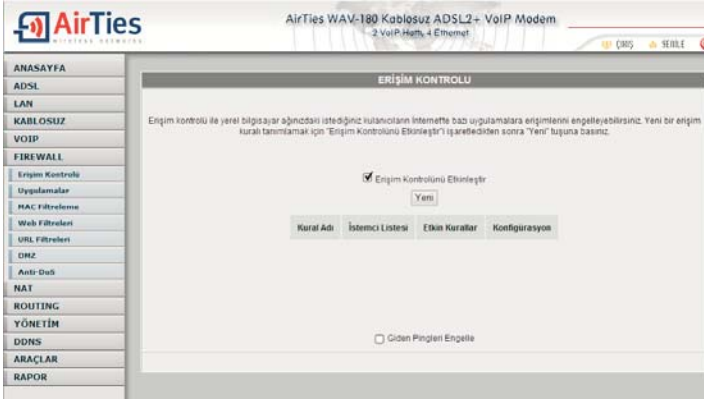 AirTies
wireless networks
AirTies WAV-180 Kablosuz ADSL2+ VoIP Modem
2 VoIP Hattı, 4 Ethernet
ÇIKIŞ
ANASAYFA
ADSL
LAN
KABLOSUZ
VOIP
FIREWALL
Erişim Kontrolü
Uygulamalar
MAC Filtreleme
Web Filtreleri
URL Filtreleri
DMZ
Anti-DoS
NAT
ROUTING
YÖNETİM
DDNS
ARAÇLAR
RAPOR
ERİŞİM KONTROLU
Erişim kontrolü ile yerel bilgisayar ağınızdaki istediğiniz kullanıcıların İnternette bazı uygulamalara erişimlerini engelleyebilirsiniz. Yeni bir erişim
kuralı tanımlamak için "Erişim Kontrolünü Etkinleştir"i işaretledikten sonra "Yeni" tuşuna basınız.
Erişim Kontrolünü Etkinleştir
Yeni
Kural Adı İstemci Listesi Etkin Kurallar Konfigürasyon
Giden Pingleri Engelle